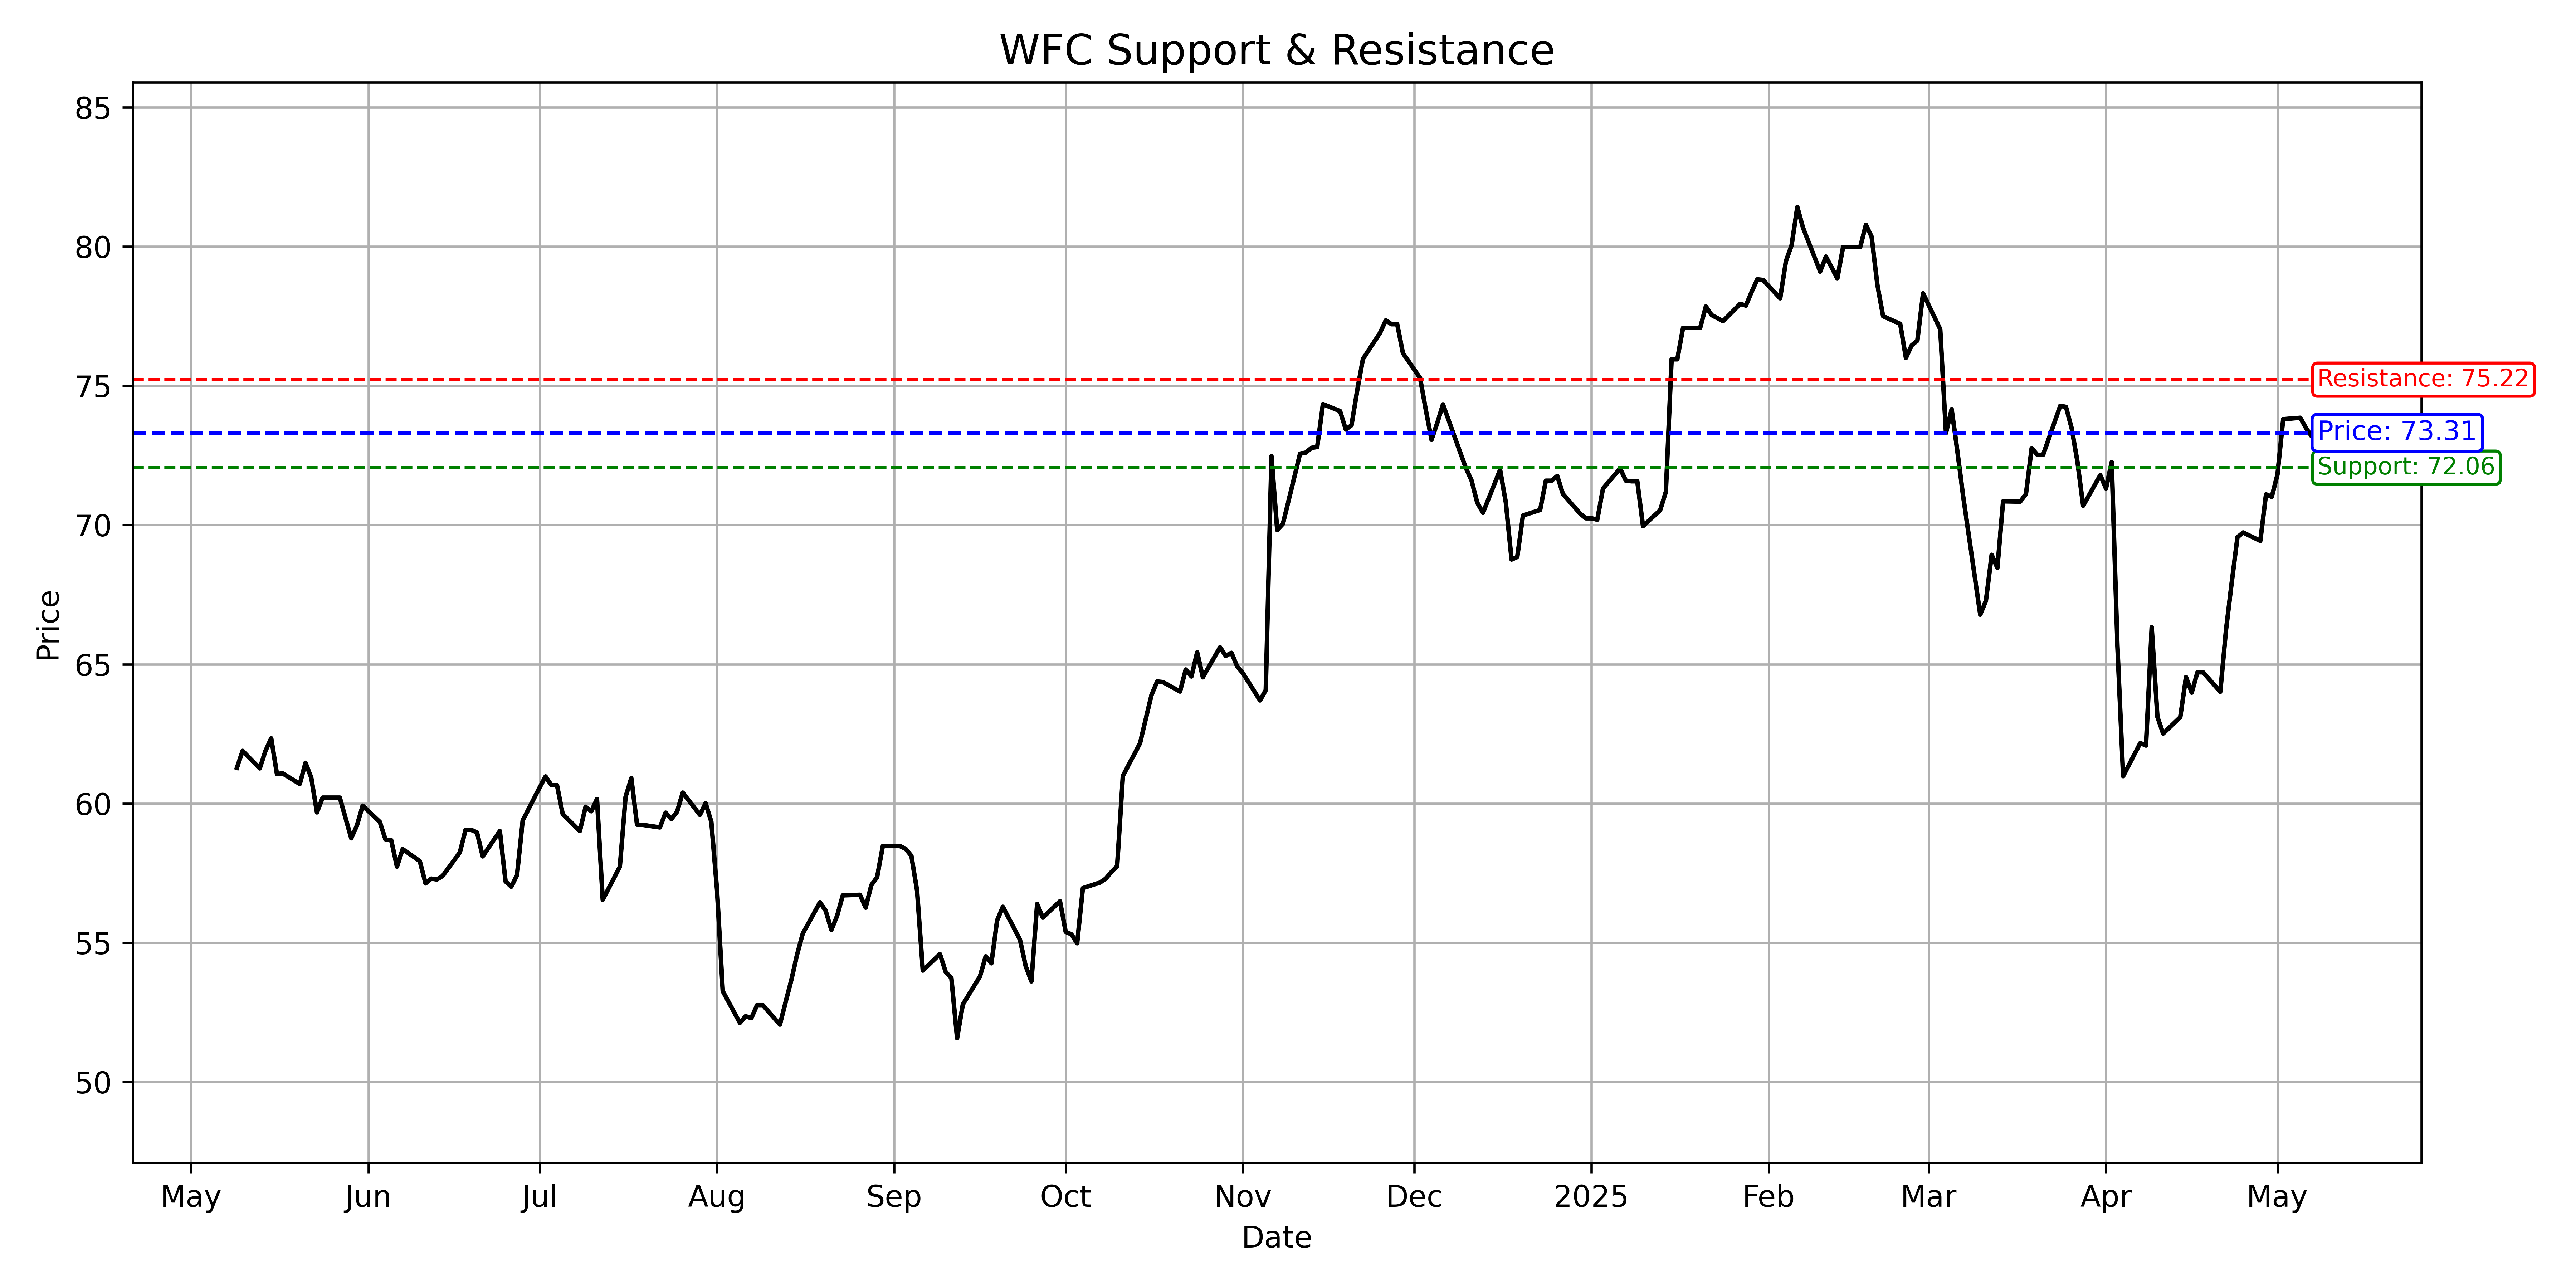 WFC Support & Resistance
85
80
75
70
65
60
55
50
Price
Resistance: 75.22
Price: 73.31
Support: 72.06
May
Jun
Jul
Aug
Sep
Oct
Nov
Dec
2025
Feb
Mar
Apr
May
Date